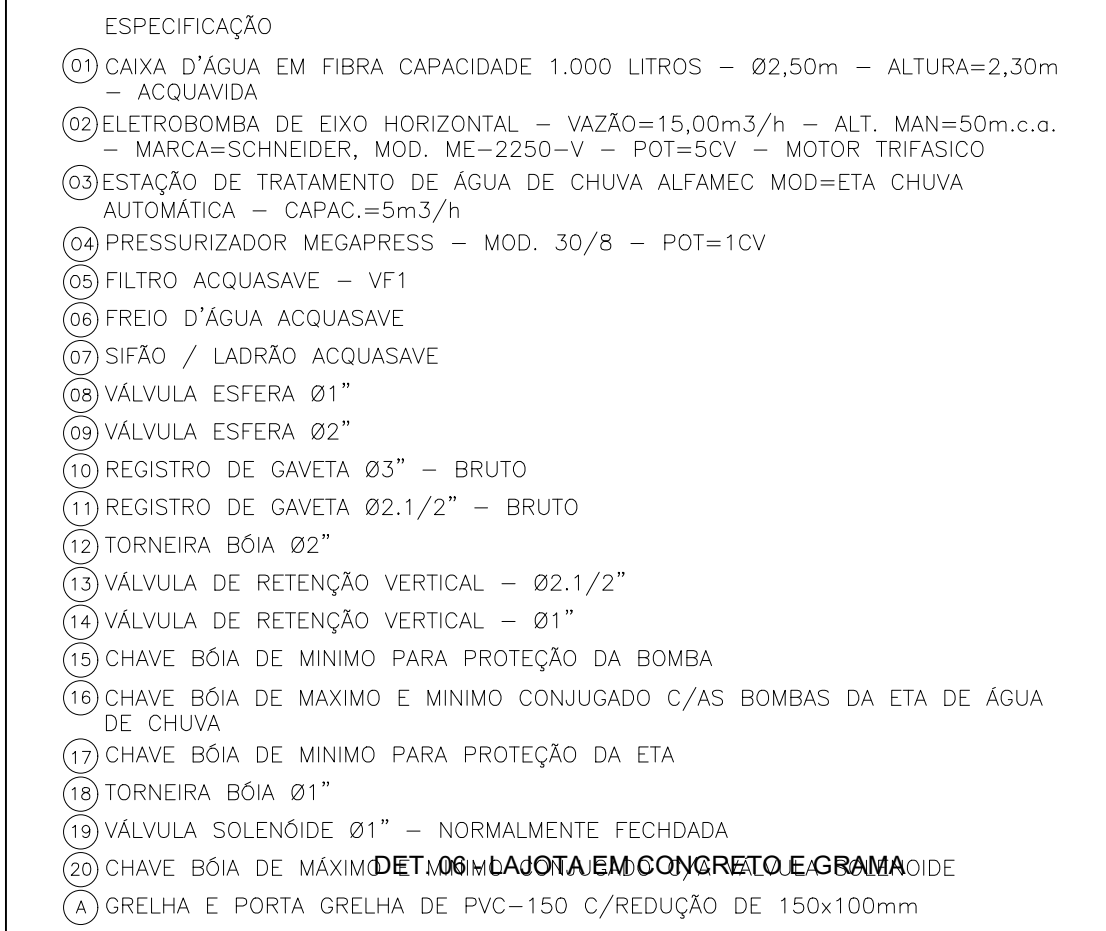 ESPECIFICAÇÃO
01 CAIXA D'ÁGUA EM FIBRA CAPACIDADE 1.000 LITROS – Ø2,50m – ALTURA=2,30m
– ACQUAVIDA
02 ELETROBOMBA DE EIXO HORIZONTAL – VAZÃO=15,00m3/h – ALT. MAN=50m.c.a.
– MARCA=SCHNEIDER, MOD. ME–2250–V – POT=5CV – MOTOR TRIFASICO
03 ESTAÇÃO DE TRATAMENTO DE ÁGUA DE CHUVA ALFAMEC MOD=ETA CHUVA
AUTOMÁTICA – CAPAC.=5m3/h
04 PRESSURIZADOR MEGAPRESS – MOD. 30/8 – POT=1CV
05 FILTRO ACQUASAVE – VF1
06 FREIO D'ÁGUA ACQUASAVE
07 SIFÃO / LADRÃO ACQUASAVE
08 VÁLVULA ESFERA Ø1"
09 VÁLVULA ESFERA Ø2"
10 REGISTRO DE GAVETA Ø3" – BRUTO
11 REGISTRO DE GAVETA Ø2.1/2" – BRUTO
12 TORNEIRA BÓIA Ø2"
13 VÁLVULA DE RETENÇÃO VERTICAL – Ø2.1/2"
14 VÁLVULA DE RETENÇÃO VERTICAL – Ø1"
15 CHAVE BÓIA DE MINIMO PARA PROTEÇÃO DA BOMBA
16 CHAVE BÓIA DE MAXIMO E MINIMO CONJUGADO C/AS BOMBAS DA ETA DE ÁGUA
DE CHUVA
17 CHAVE BÓIA DE MINIMO PARA PROTEÇÃO DA ETA
18 TORNEIRA BÓIA Ø1"
19 VÁLVULA SOLENÓIDE Ø1" – NORMALMENTE FECHDADA
20 CHAVE BÓIA DE MÁXIMO E MINIMO CONJUGADO C/A VALVULA SOLENOIDE
DET. 06 - LAJOTA EM CONCRETO E GRAMA
A GRELHA E PORTA GRELHA DE PVC–150 C/REDUÇÃO DE 150x100mm